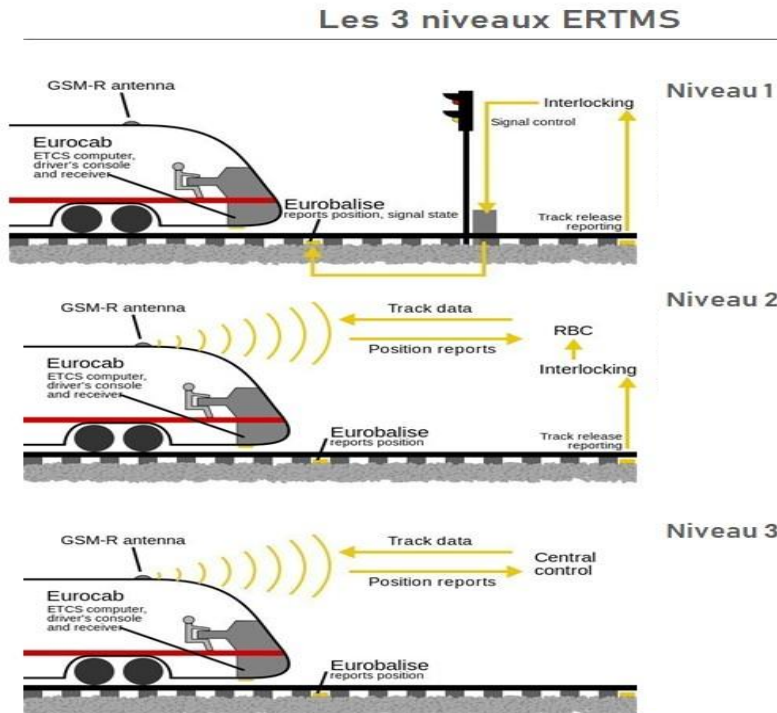 Les 3 niveaux ERTMS
Niveau 1
GSM-R antenna
Eurocab
ETCS computer,
driver's console
and receiver
Eurobalise
reports position, signal state
Interlocking
Signal control
Track release
reporting
Niveau 2
GSM-R antenna
Eurocab
ETCS computer,
driver's console
and receiver
Track data
Position reports
RBC
Interlocking
Eurobalise
reports position
Track release
reporting
Niveau 3
GSM-R antenna
Eurocab
ETCS computer,
driver's console
and receiver
Track data
Position reports
Central
control
Eurobalise
reports position